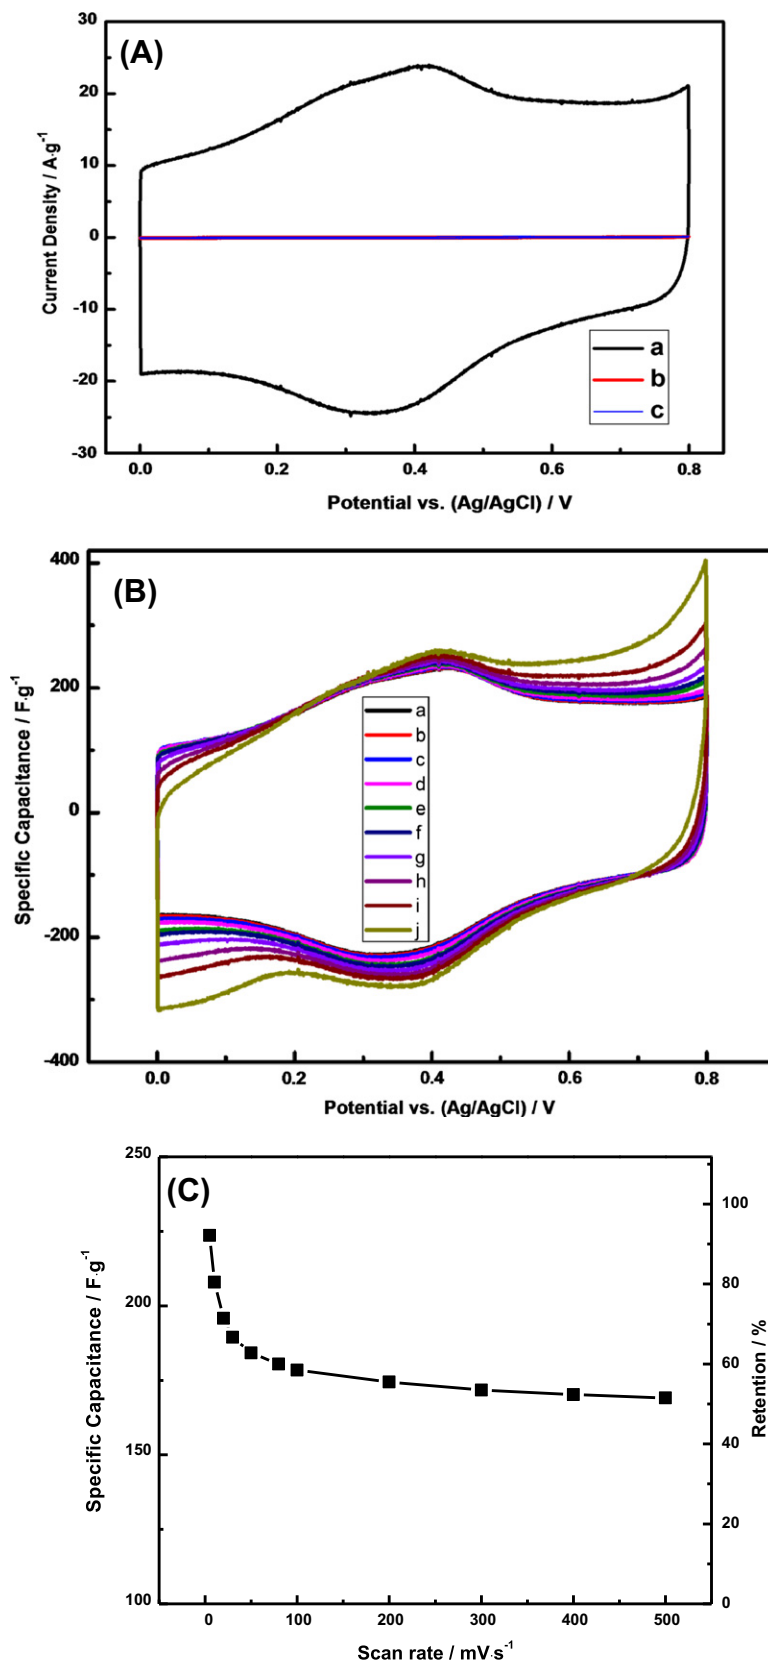 (A)
30
20
10
0
-10
-20
-30
Current Density / A·g-1
a
b
c
0.0 0.2 0.4 0.6 0.8
Potential vs. (Ag/AgCl) / V
(B)
400
200
0
-200
-400
Specific Capacitance / F·g-1
a
b
c
d
e
f
g
h
i
j
0.0 0.2 0.4 0.6 0.8
Potential vs. (Ag/AgCl) / V
(C)
250
200
150
100
Specific Capacitance / F·g-1
100
80
60
40
20
0
Retention / %
0 100 200 300 400 500
Scan rate / mV·s-1